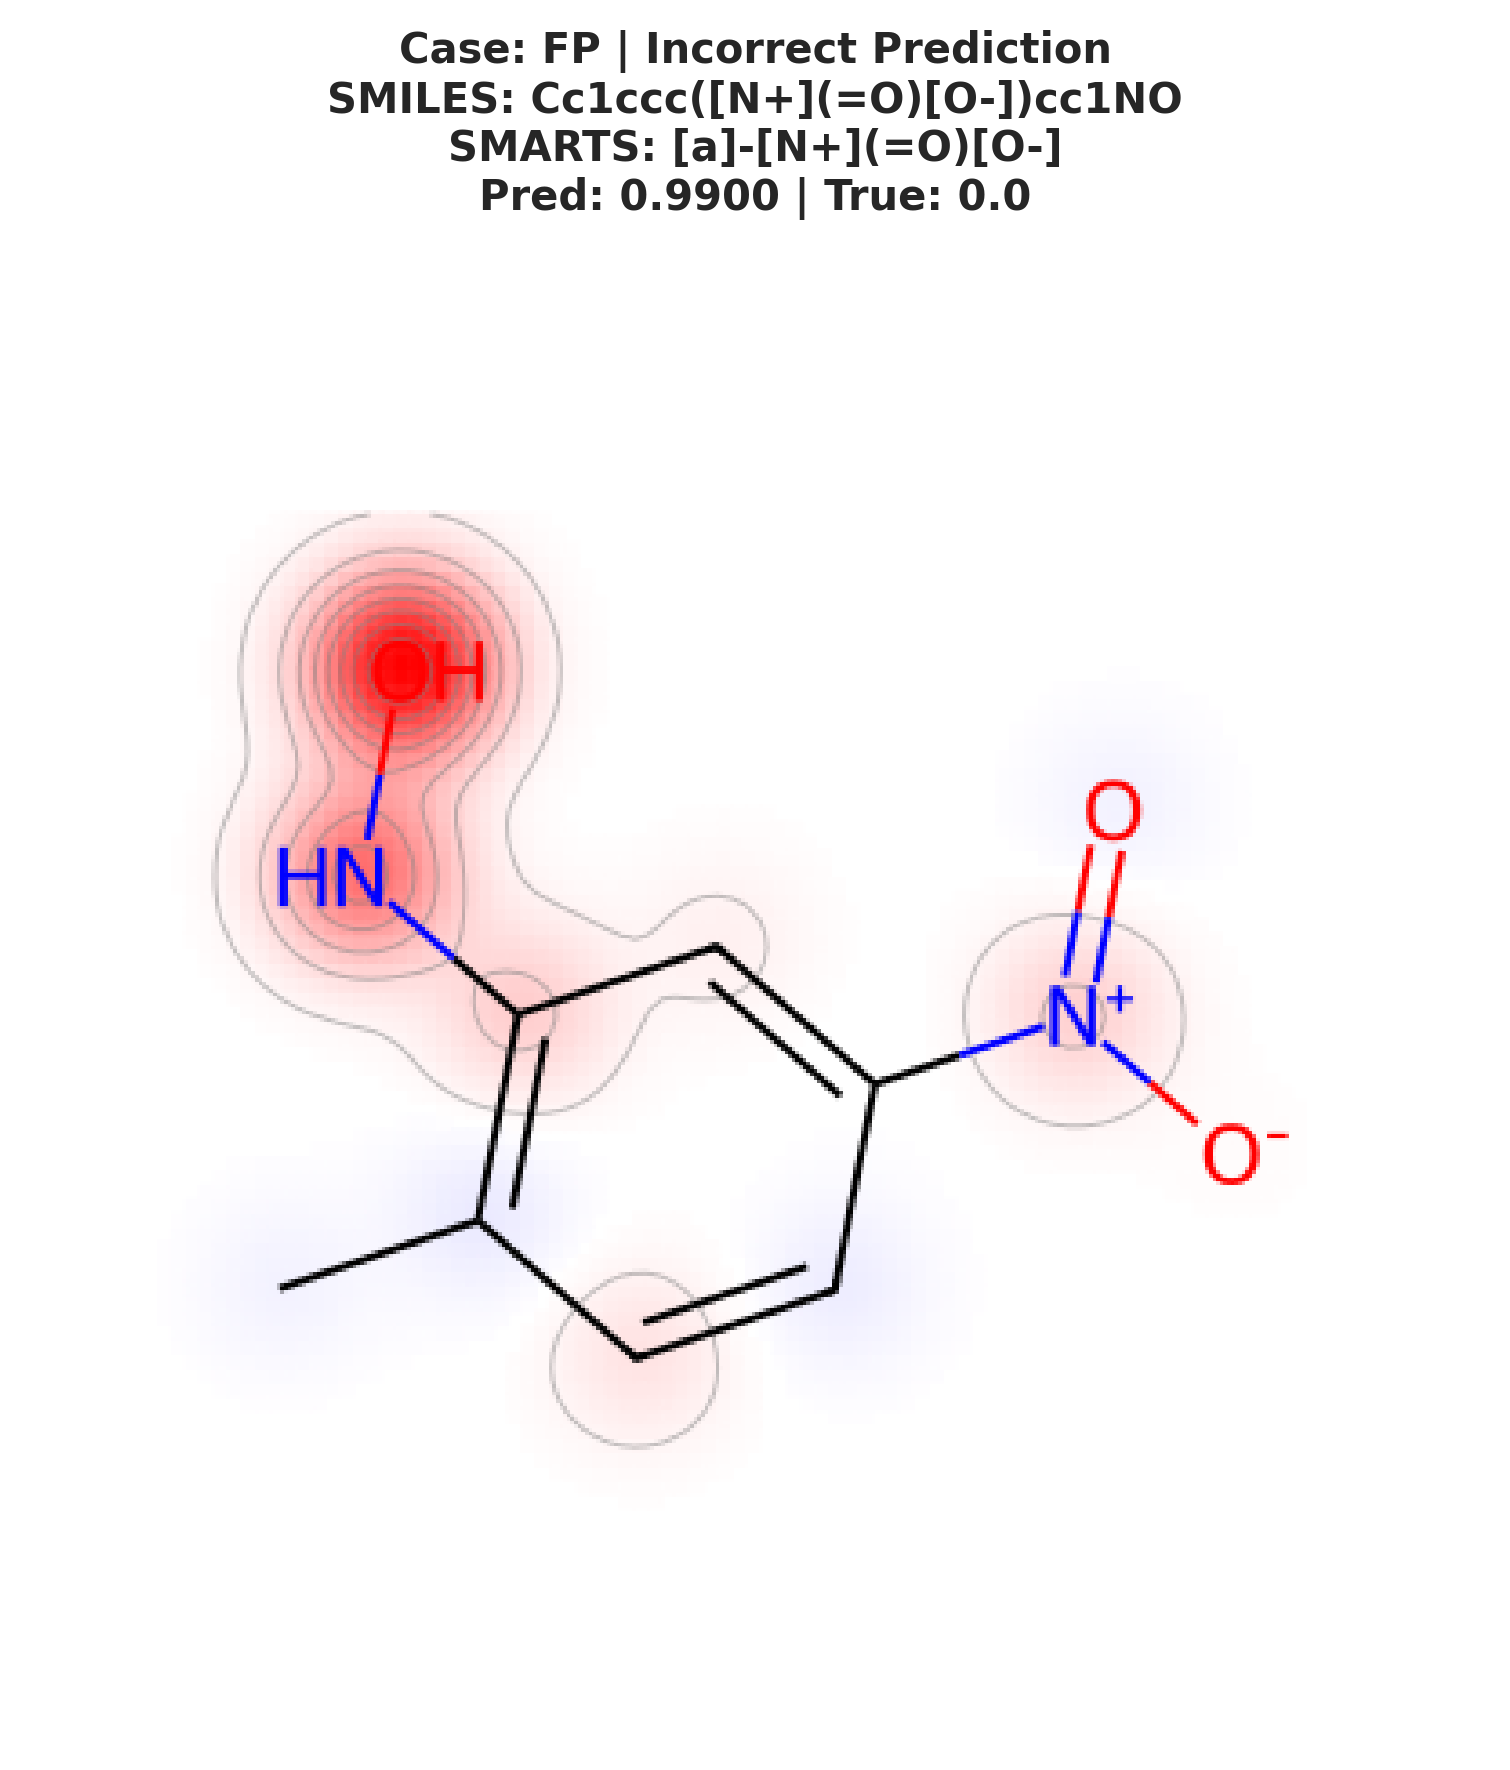 Case: FP | Incorrect Prediction
SMILES: Cc1ccc([N+](=O)[O-])cc1NO
SMARTS: [a]-[N+](=O)[O-]
Pred: 0.9900 | True: 0.0
OH
O
HN
N+
O−